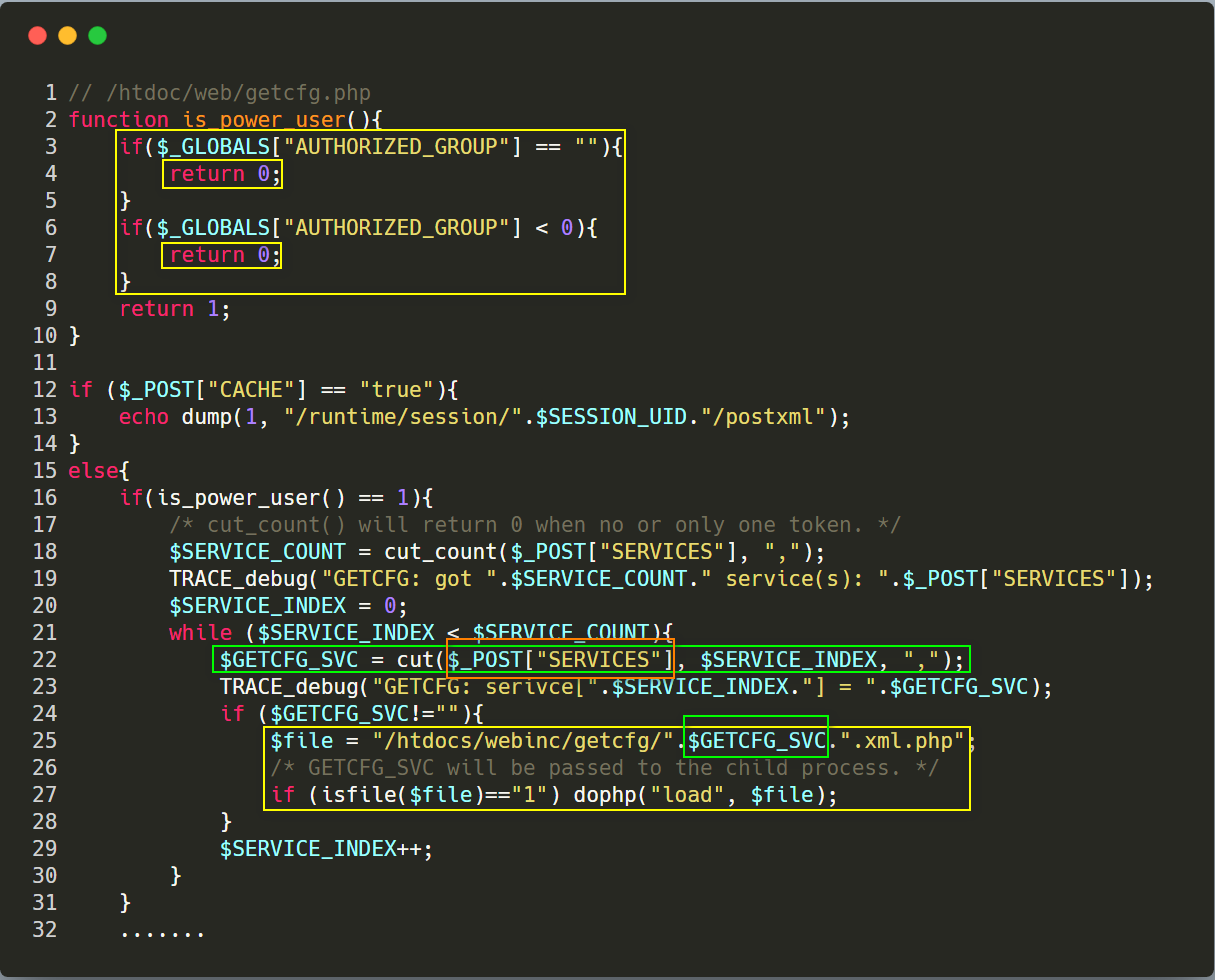 1 // /htdoc/web/getcfg.php
2 function is_power_user(){
3     if($_GLOBALS["AUTHORIZED_GROUP"] == ""){
4         return 0;
5     }
6     if($_GLOBALS["AUTHORIZED_GROUP"] < 0){
7         return 0;
8     }
9     return 1;
10 }
11
12 if ($_POST["CACHE"] == "true"){
13     echo dump(1, "/runtime/session/".$SESSION_UID."/postxml");
14 }
15 else{
16     if(is_power_user() == 1){
17         /* cut_count() will return 0 when no or only one token. */
18         $SERVICE_COUNT = cut_count($_POST["SERVICES"], ",");
19         TRACE_debug("GETCFG: got ".$SERVICE_COUNT." service(s): ".$_POST["SERVICES"]);
20         $SERVICE_INDEX = 0;
21         while ($SERVICE_INDEX < $SERVICE_COUNT){
22             $GETCFG_SVC = cut($_POST["SERVICES"], $SERVICE_INDEX, ",");
23             TRACE_debug("GETCFG: serivce[".$SERVICE_INDEX."] = ".$GETCFG_SVC);
24             if ($GETCFG_SVC!=""){
25                 $file = "/htdocs/webinc/getcfg/".$GETCFG_SVC.".xml.php";
26                 /* GETCFG_SVC will be passed to the child process. */
27                 if (isfile($file)=="1") dophp("load", $file);
28             }
29             $SERVICE_INDEX++;
30         }
31     }
32     .......